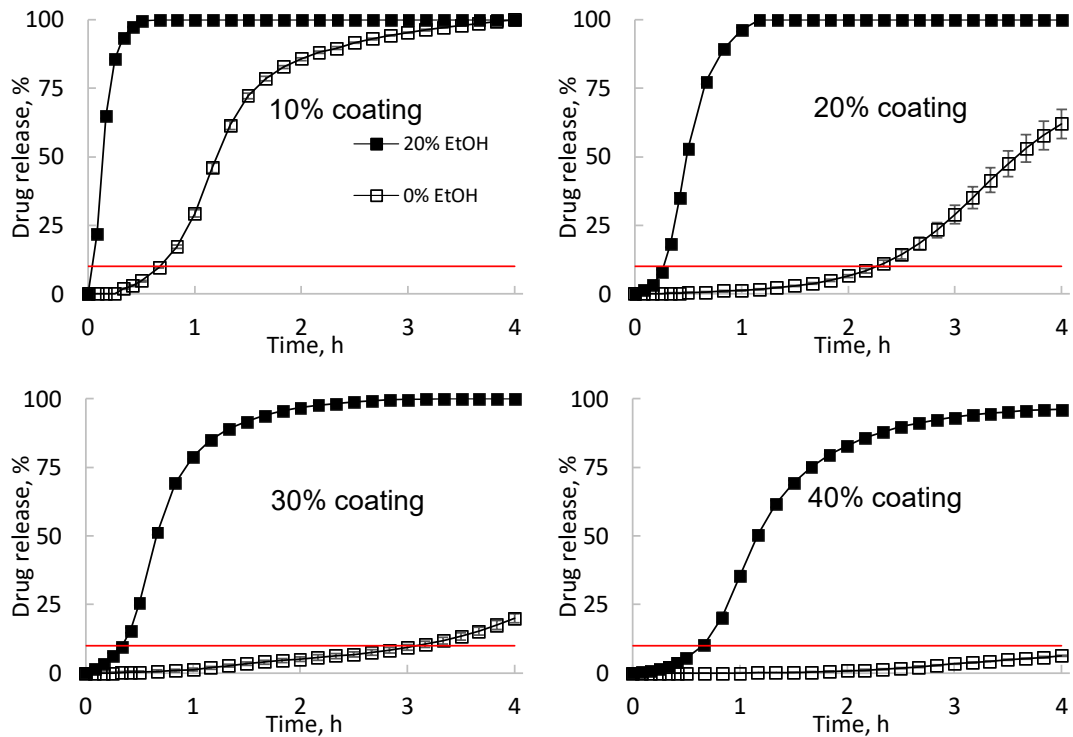 100
75
50
25
0
Drug release, %
10% coating
20% EtOH
0% EtOH
0 1 2 3 4
Time, h
100
75
50
25
0
Drug release, %
20% coating
0 1 2 3 4
Time, h
100
75
50
25
0
Drug release, %
30% coating
0 1 2 3 4
Time, h
100
75
50
25
0
Drug release, %
40% coating
0 1 2 3 4
Time, h